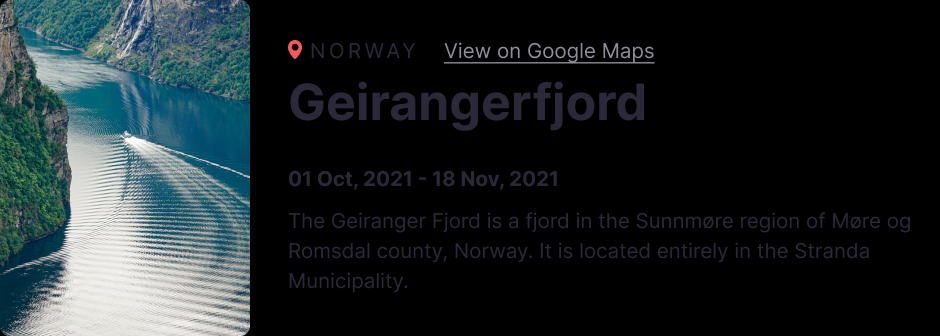 NORWAY View on Google Maps
Geirangerfjord
01 Oct, 2021 - 18 Nov, 2021
The Geiranger Fjord is a fjord in the Sunnmøre region of Møre og
Romsdal county, Norway. It is located entirely in the Stranda
Municipality.